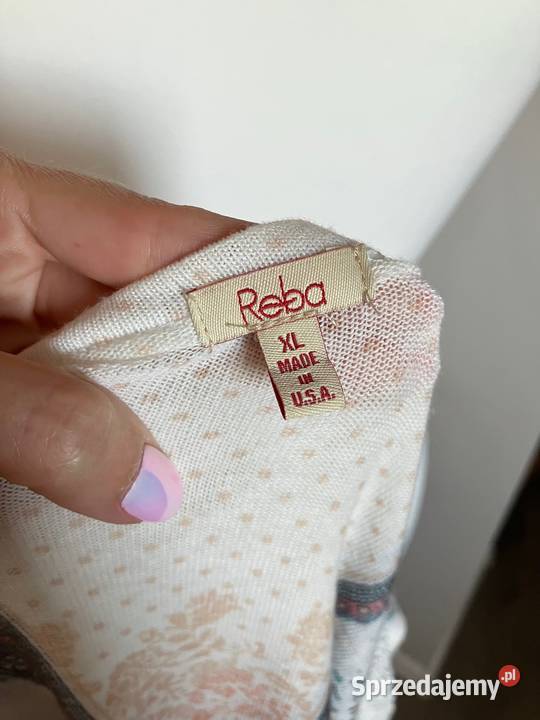 Reba
XL
MADE
IN
U.S.A.
Sprzedajemy.pl